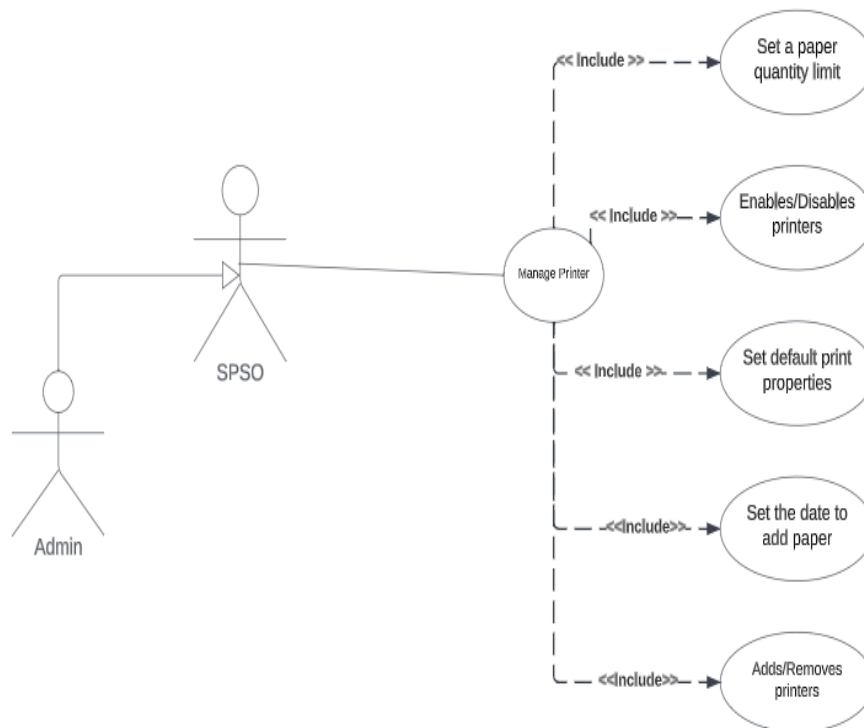 << Include >>
Set a paper
quantity limit
<< Include >>
Enables/Disables
printers
Manage Printer
SPSO
<< Include >>
Set default print
properties
Admin
<<Include>>
Set the date to
add paper
<<Include>>
Adds/Removes
printers